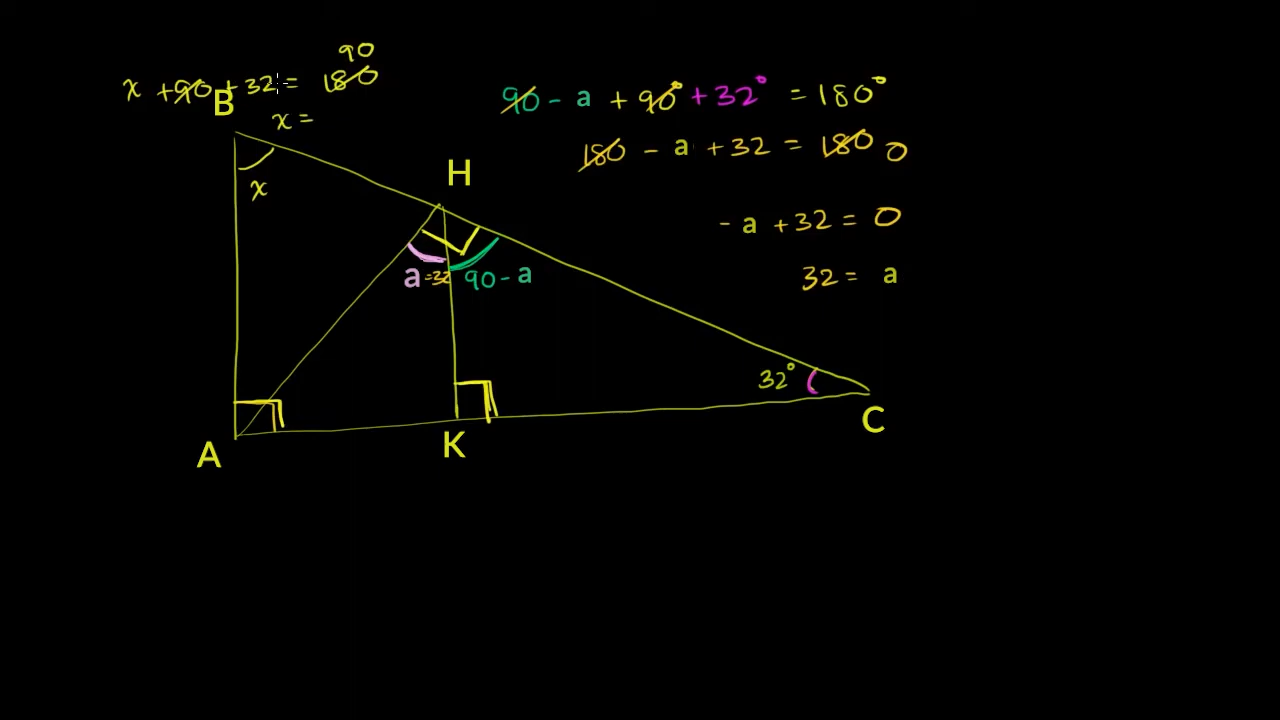 90
x + 90 + 32 = 180
x =
90 - a + 90° + 32° = 180°
180 - a + 32 = 180 0
- a + 32 = 0
32 = a
B
x
H
a = 32
90 - a
32°
A
K
C